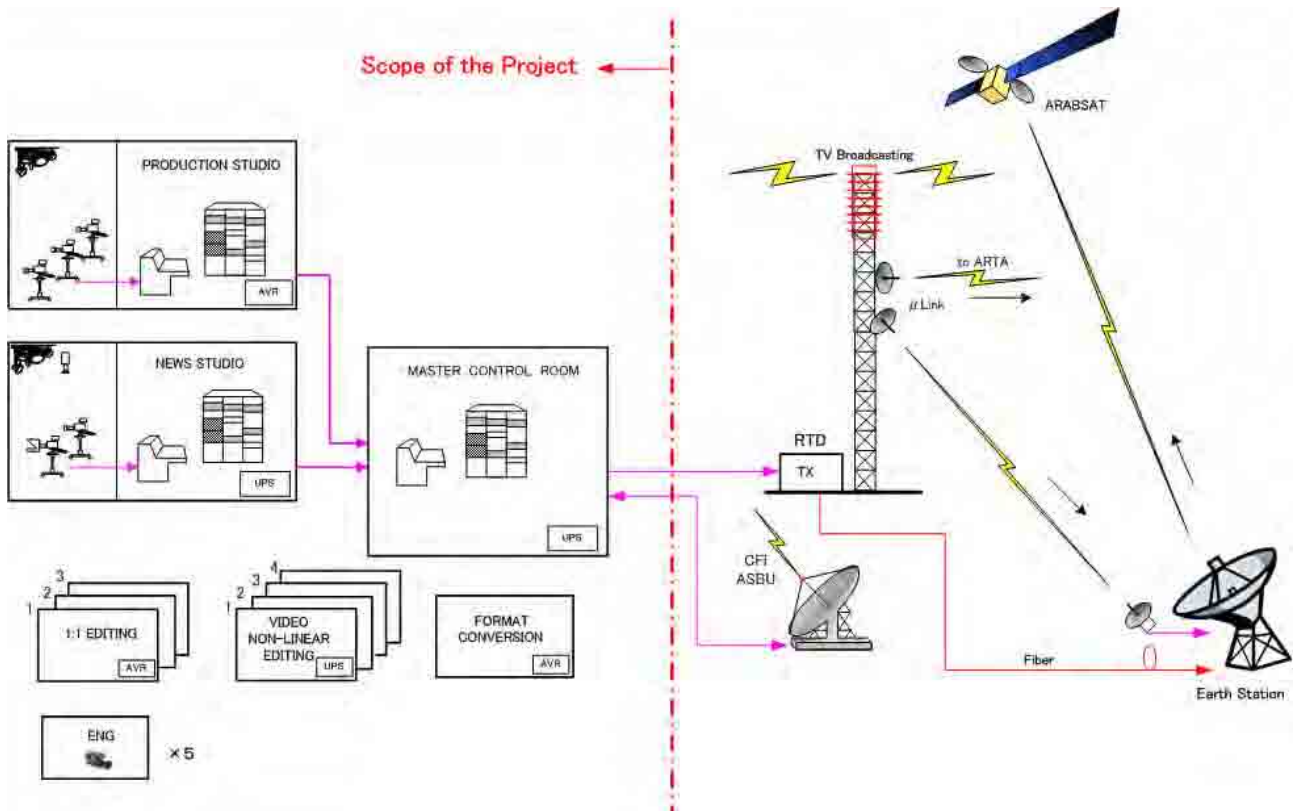 Scope of the Project
ARABSAT
PRODUCTION STUDIO
AVR
TV Broadcasting
to ARTA
μ Link
NEWS STUDIO
UPS
MASTER CONTROL ROOM
UPS
RTD
TX
CFI
ASBU
1
2
3
1:1 EDITING
AVR
1
2
3
4
VIDEO
NON-LINEAR
EDITING
UPS
FORMAT
CONVERSION
AVR
Fiber
Earth Station
ENG
×5